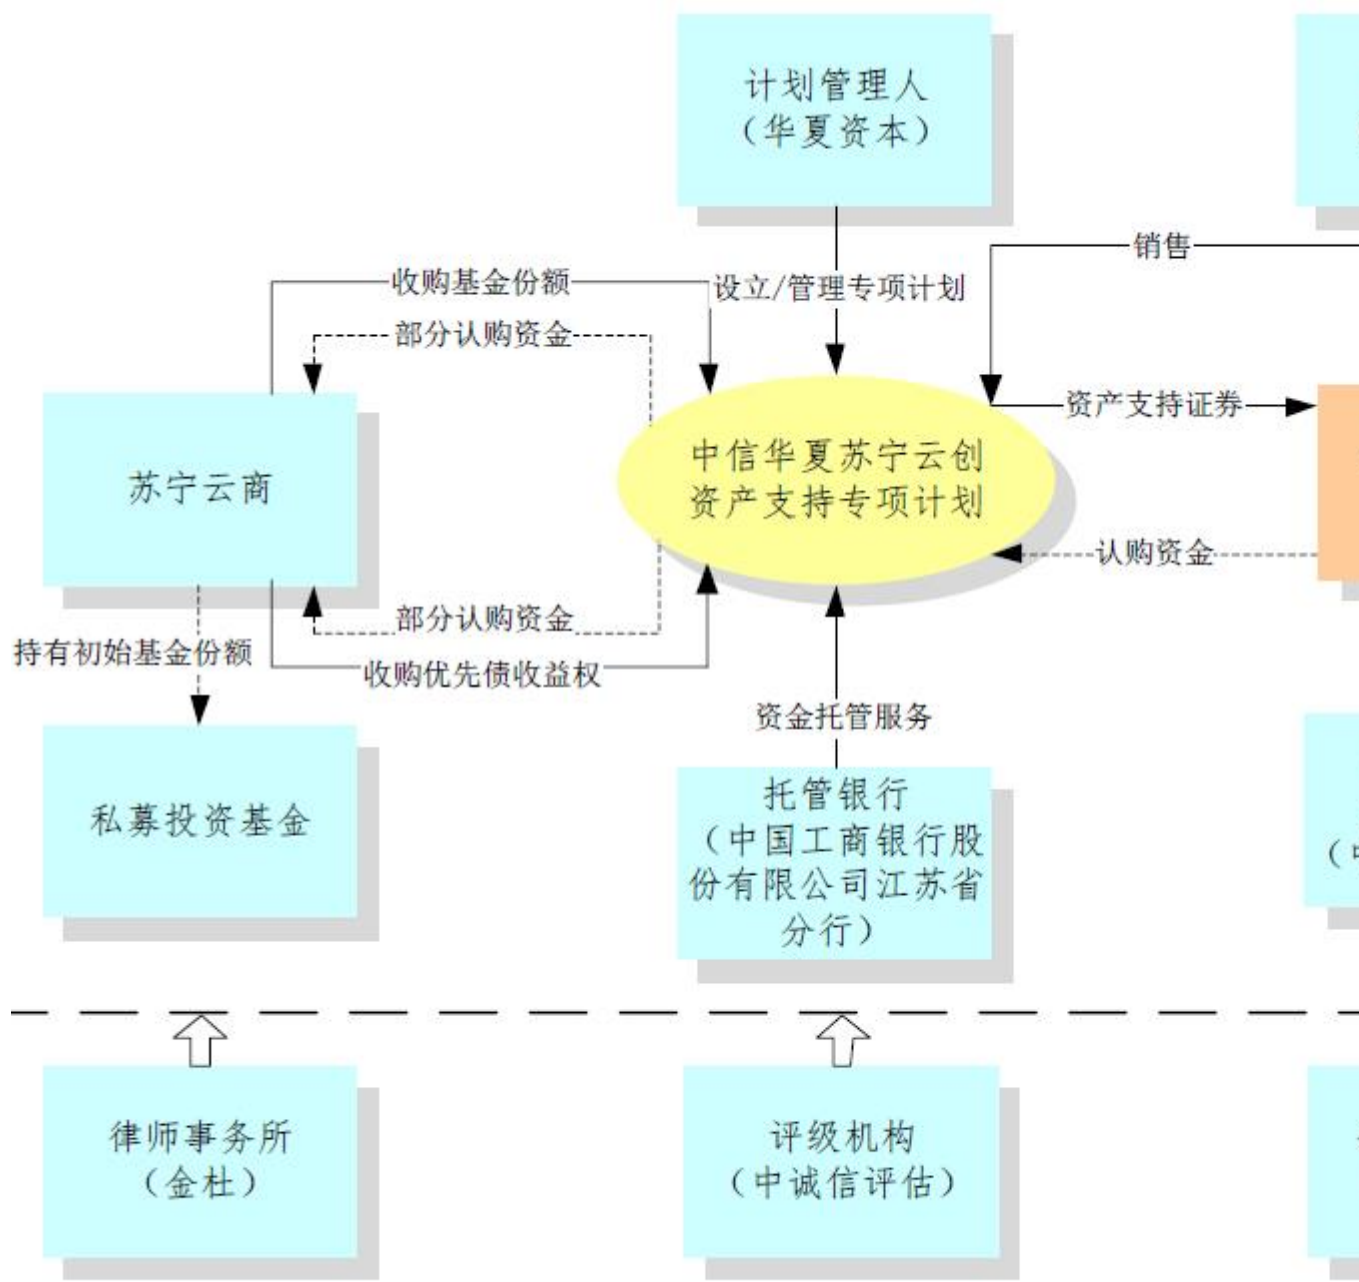 计划管理人
（华夏资本）
销售
收购基金份额
设立/管理专项计划
部分认购资金
资产支持证券
苏宁云商
中信华夏苏宁云创
资产支持专项计划
认购资金
部分认购资金
持有初始基金份额
收购优先债收益权
资金托管服务
私募投资基金
托管银行
（中国工商银行股
份有限公司江苏省
分行）
律师事务所
（金杜）
评级机构
（中诚信评估）